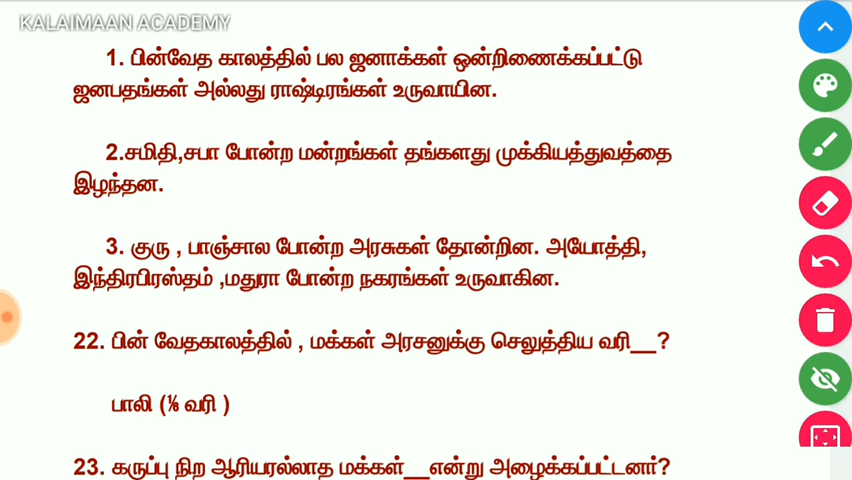 KALAIMAAN ACADEMY
1. பின்வேத காலத்தில் பல ஜனாக்கள் ஒன்றிணைக்கப்பட்டு
ஜனபதங்கள் அல்லது ராஷ்டிரங்கள் உருவாயின.
2.சமிதி,சபா போன்ற மன்றங்கள் தங்களது முக்கியத்துவத்தை
இழந்தன.
3. குரு , பாஞ்சால போன்ற அரசுகள் தோன்றின. அயோத்தி,
இந்திரபிரஸ்தம் ,மதுரா போன்ற நகரங்கள் உருவாகின.
22. பின் வேதகாலத்தில் , மக்கள் அரசனுக்கு செலுத்திய வரி__?
பாலி (⅙ வரி )
23. கருப்பு நிற ஆரியரல்லாத மக்கள்__என்று அழைக்கப்பட்டனர்?